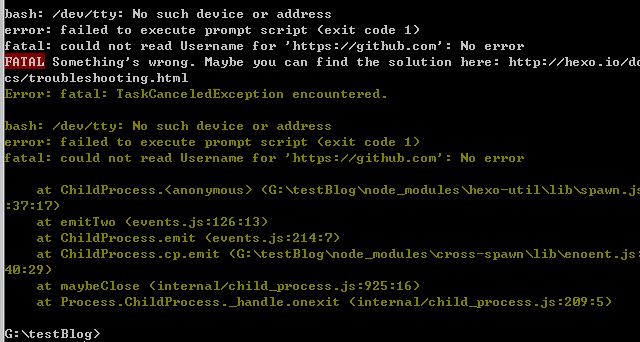 bash: /dev/tty: No such device or address
error: failed to execute prompt script (exit code 1)
fatal: could not read Username for 'https://github.com': No error
FATAL Something's wrong. Maybe you can find the solution here: http://hexo.io/do
cs/troubleshooting.html
Error: fatal: TaskCanceledException encountered.
bash: /dev/tty: No such device or address
error: failed to execute prompt script (exit code 1)
fatal: could not read Username for 'https://github.com': No error
at ChildProcess.<anonymous> (G:\testBlog\node_modules\hexo-util\lib\spawn.js
:37:17)
at emitTwo (events.js:126:13)
at ChildProcess.emit (events.js:214:7)
at ChildProcess.cp.emit (G:\testBlog\node_modules\cross-spawn\lib\enoent.js:
40:29)
at maybeClose (internal/child_process.js:925:16)
at Process.ChildProcess._handle.onexit (internal/child_process.js:209:5)
G:\testBlog>